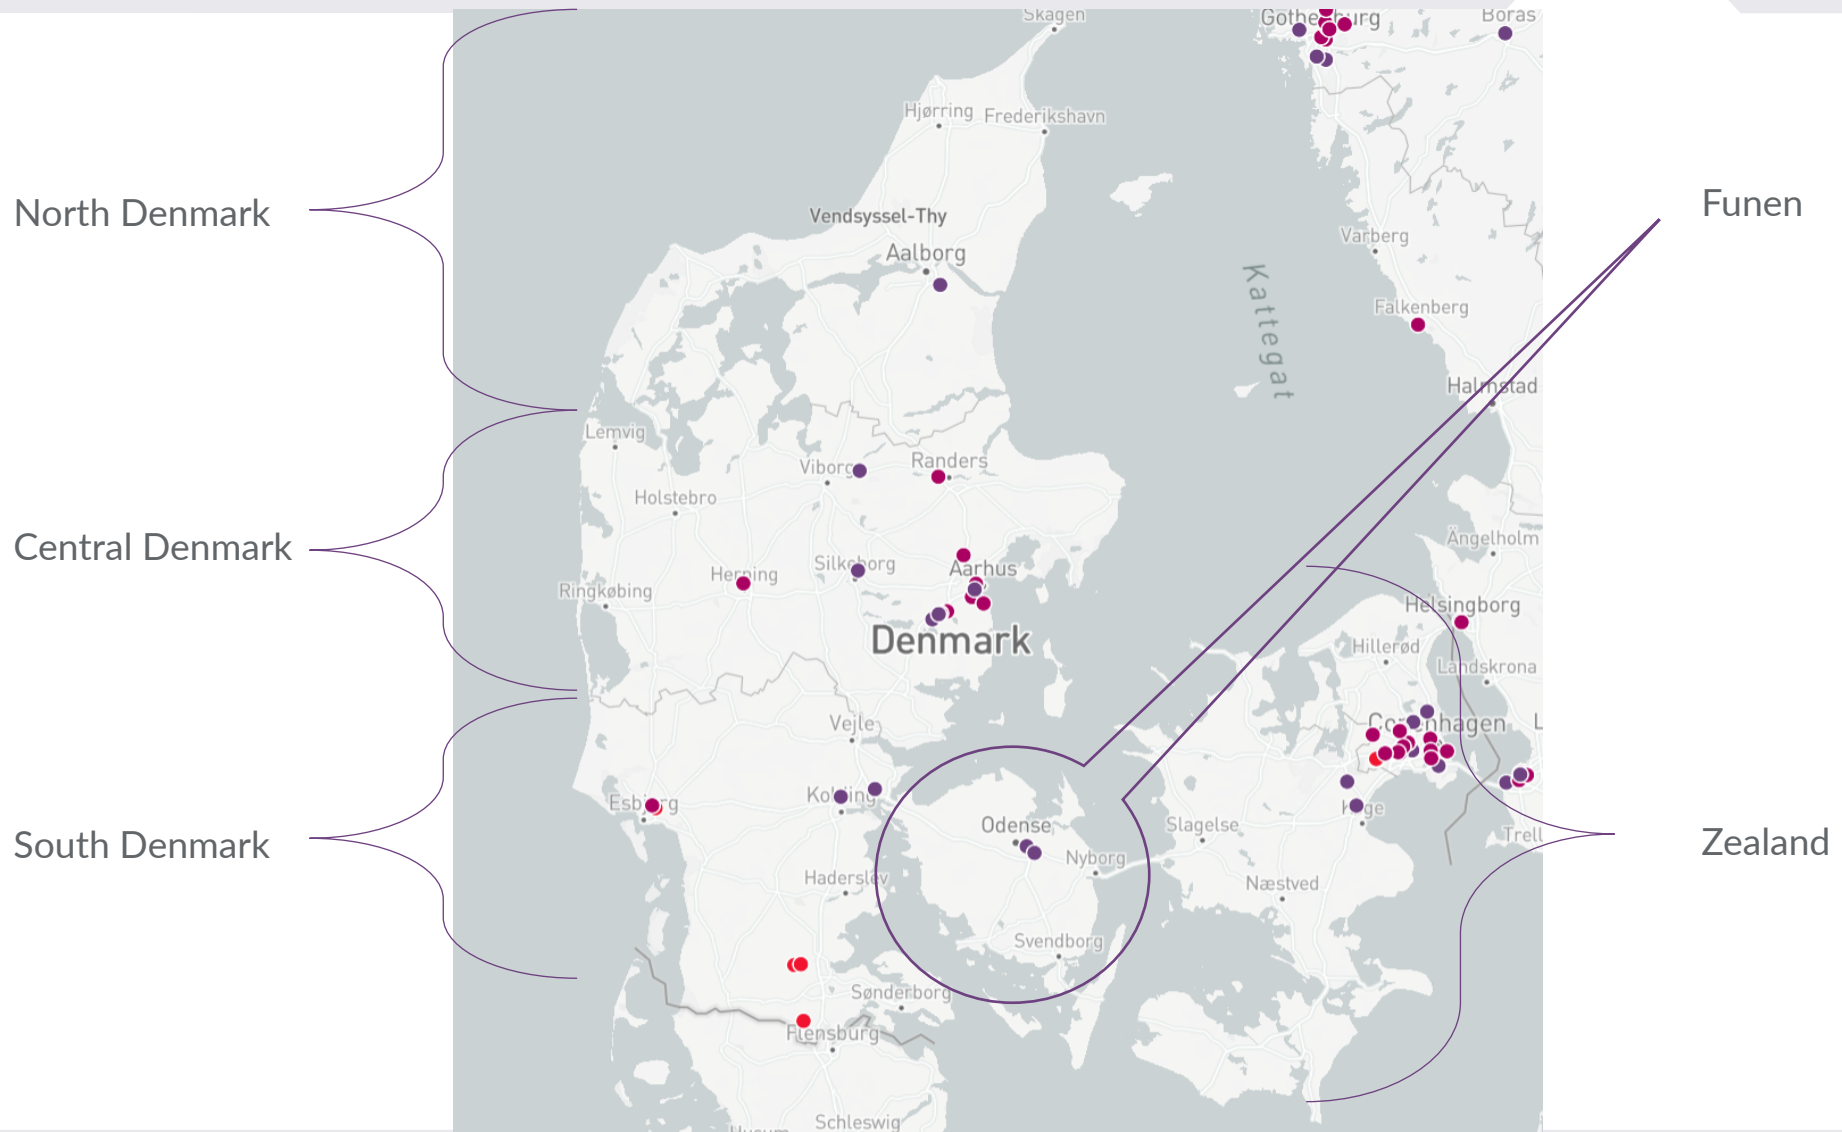 Skagen
Gothenburg
Borås
Hjørring
Frederikshavn
North Denmark
Funen
Vendsyssel-Thy
Aalborg
Varberg
Kattegat
Falkenberg
Halmstad
Lemvig
Viborg
Randers
Holstebro
Ängelholm
Central Denmark
Herning
Silkeborg
Aarhus
Ringkøbing
Helsingborg
Denmark
Hillerød
Landskrona
Vejle
Copenhagen
L
Esbjerg
Kolding
Køge
South Denmark
Odense
Slagelse
Trell
Zealand
Nyborg
Haderslev
Næstved
Svendborg
Sønderborg
Flensburg
Schleswig
Husum